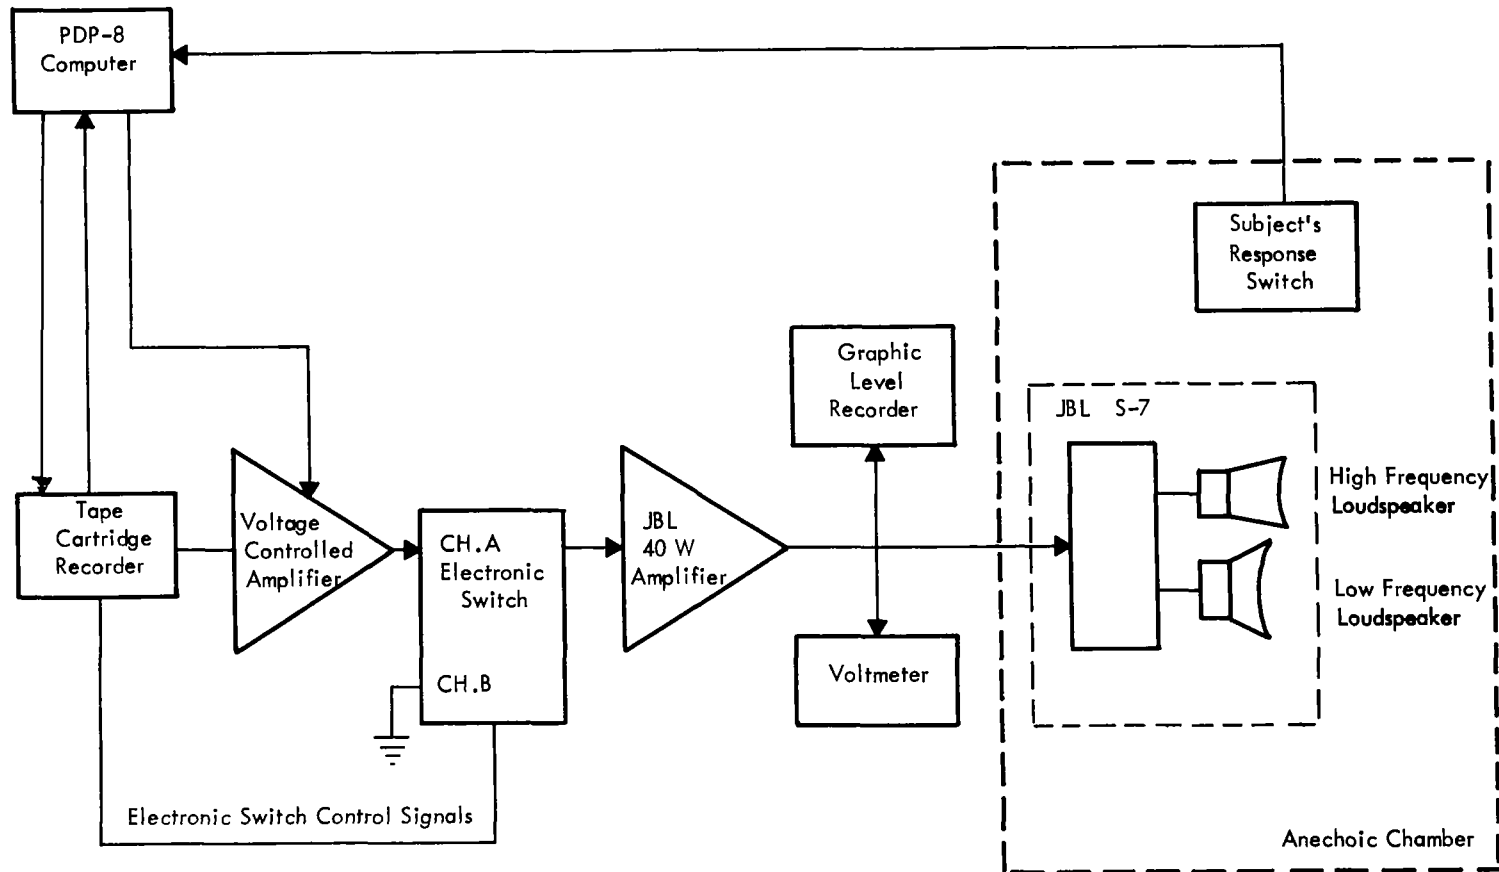 PDP-8
Computer
Subject's
Response
Switch
Graphic
Level
Recorder
JBL S-7
High Frequency
Loudspeaker
Tape
Cartridge
Recorder
Voltage
Controlled
Amplifier
CH.A
Electronic
Switch
CH.B
JBL
40 W
Amplifier
Low Frequency
Loudspeaker
Voltmeter
Electronic Switch Control Signals
Anechoic Chamber